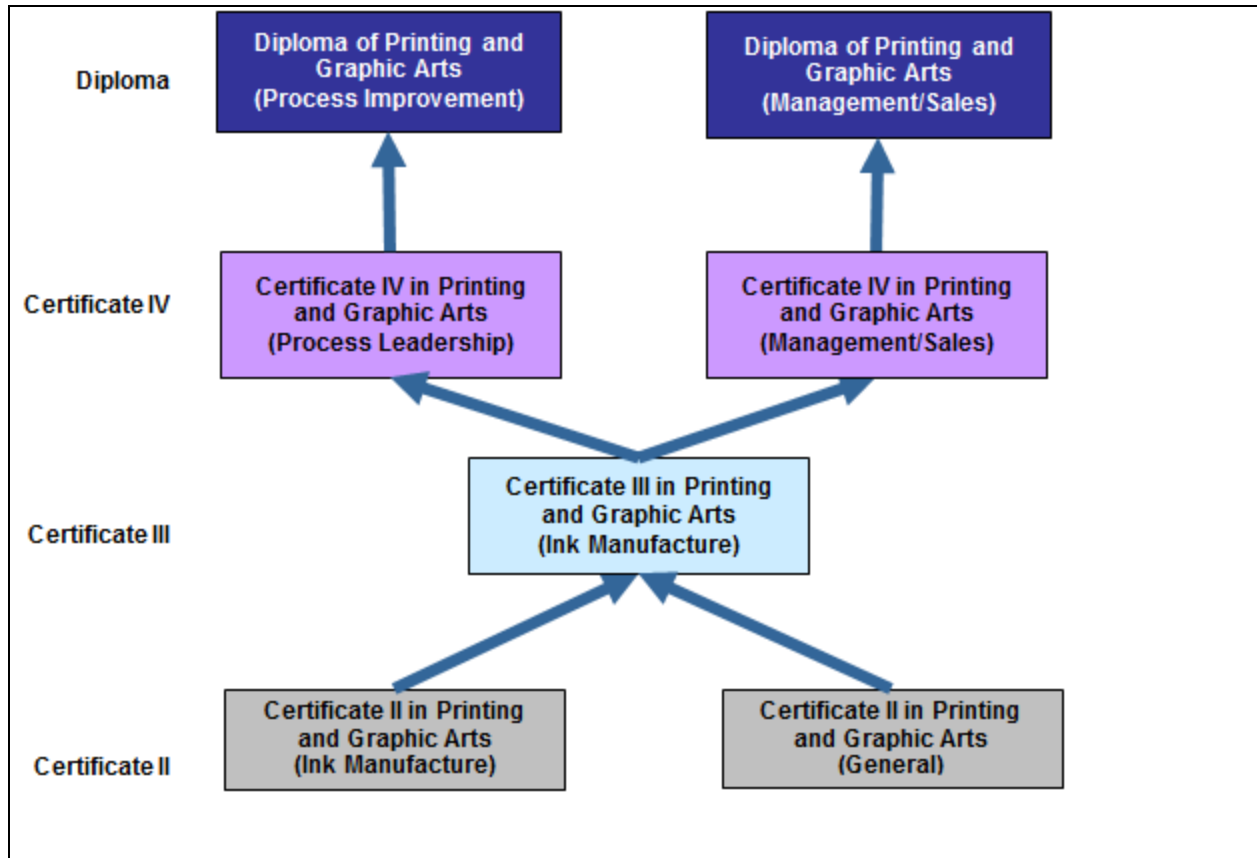 Diploma
Diploma of Printing and
Graphic Arts
(Process Improvement)
Diploma of Printing and
Graphic Arts
(Management/Sales)
Certificate IV
Certificate IV in Printing
and Graphic Arts
(Process Leadership)
Certificate IV in Printing
and Graphic Arts
(Management/Sales)
Certificate III
Certificate III in Printing
and Graphic Arts
(Ink Manufacture)
Certificate II
Certificate II in Printing
and Graphic Arts
(Ink Manufacture)
Certificate II in Printing
and Graphic Arts
(General)